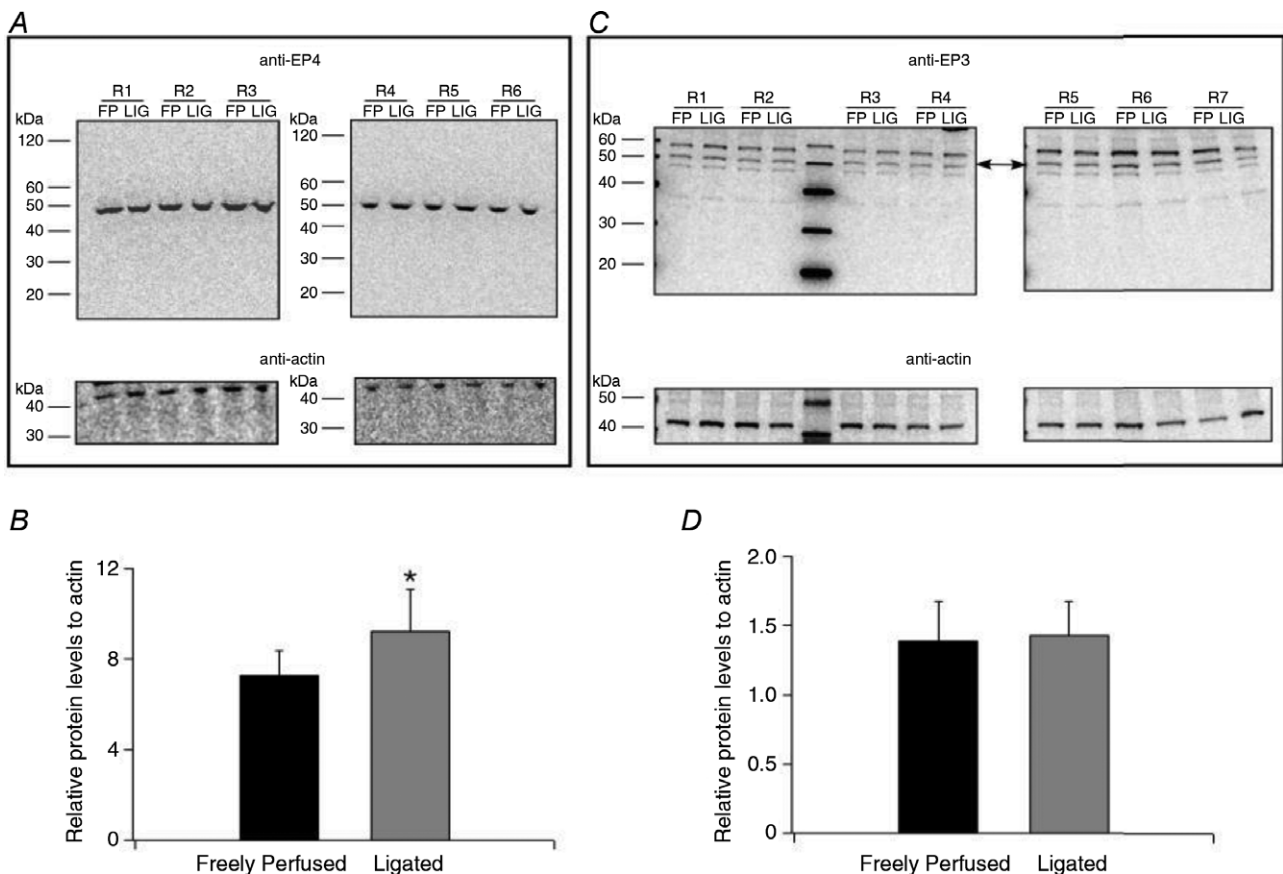 A
anti-EP4
R1 R2 R3
FP LIG FP LIG FP LIG
kDa
120
60
50
40
30
20
R4 R5 R6
FP LIG FP LIG FP LIG
kDa
120
60
50
40
30
20
anti-actin
kDa
40
30
kDa
40
30
C
anti-EP3
R1 R2 R3 R4
FP LIG FP LIG FP LIG FP LIG
kDa
60
50
40
30
20
R5 R6 R7
FP LIG FP LIG FP LIG
anti-actin
kDa
50
40
B
Relative protein levels to actin
12
8
4
0
*
Freely Perfused Ligated
D
Relative protein levels to actin
2.0
1.5
1.0
0.5
0
Freely Perfused Ligated